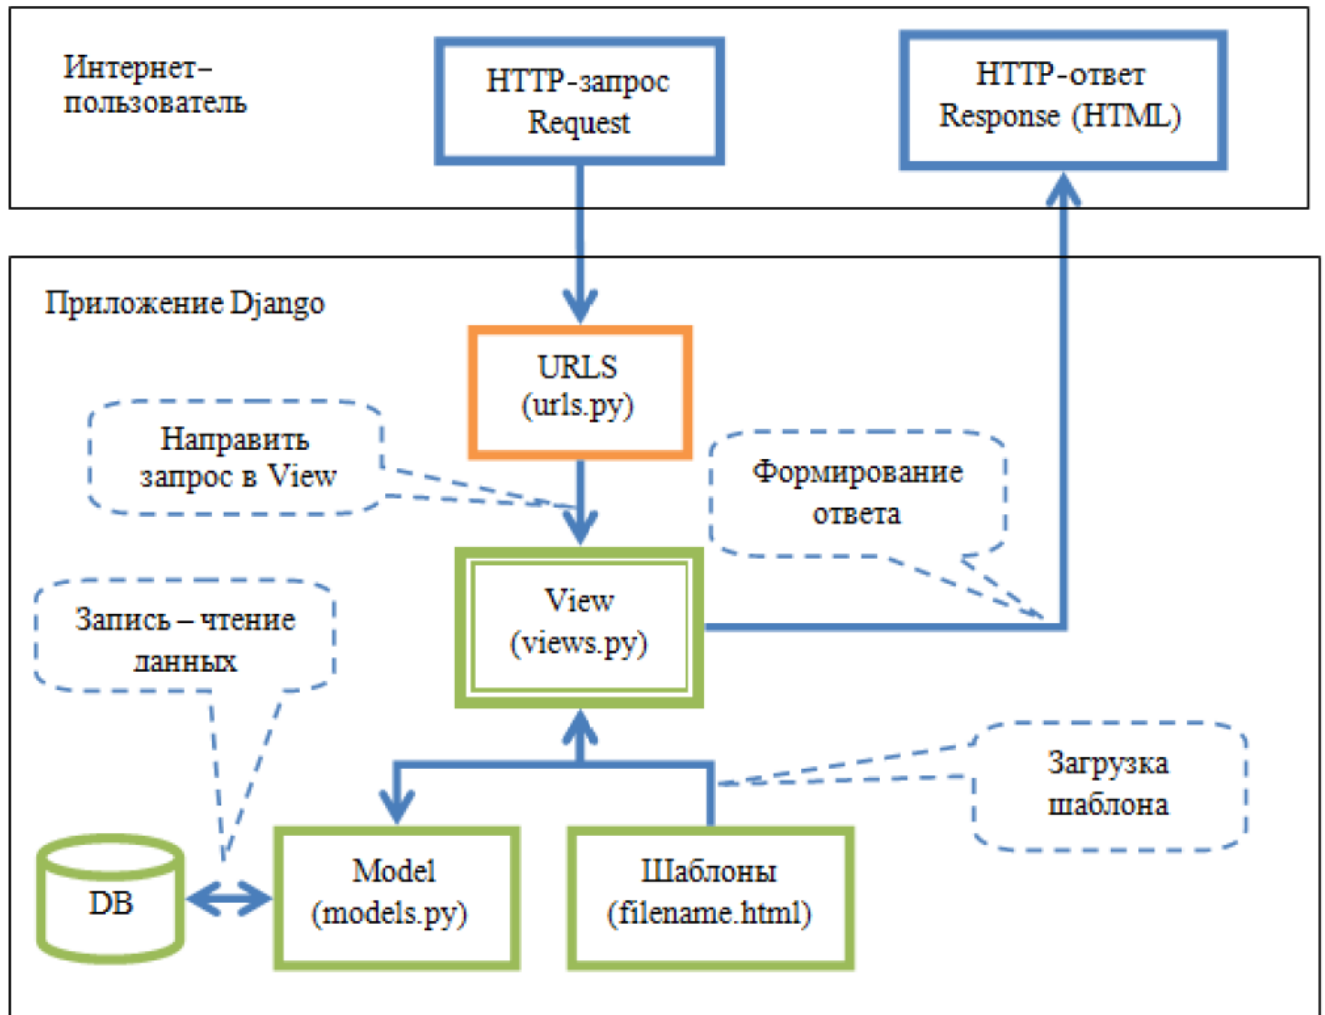 Интернет–
пользователь
HTTP-запрос
Request
HTTP-ответ
Response (HTML)
Приложение Django
URLS
(urls.py)
Направить
запрос в View
Формирование
ответа
View
(views.py)
Запись – чтение
данных
Загрузка
шаблона
DB
Model
(models.py)
Шаблоны
(filename.html)